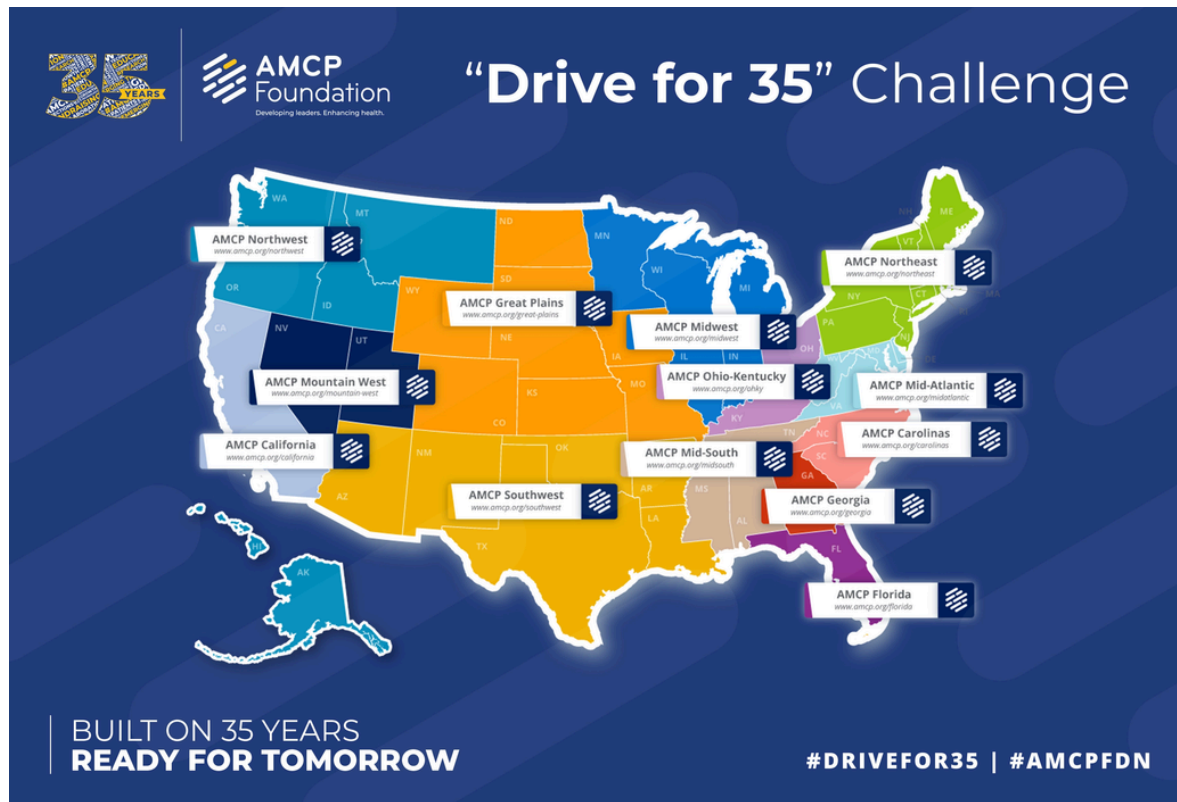 35
YEARS
AMCP
Foundation
Developing leaders. Enhancing health.
“Drive for 35” Challenge
WA
MT
OR
ID
AMCP Northwest
www.amcp.org/northwest
ND
SD
WY
NE
IA
KS
MO
CO
AMCP Great Plains
www.amcp.org/great-plains
MN
WI
MI
IL
IN
AMCP Midwest
www.amcp.org/midwest
NH
ME
VT
NY
CT
MA
PA
NJ
AMCP Northeast
www.amcp.org/northeast
OH
KY
AMCP Ohio-Kentucky
www.amcp.org/ohky
NV
UT
AMCP Mountain West
www.amcp.org/mountain-west
MD
DE
VA
AMCP Mid-Atlantic
www.amcp.org/midatlantic
CA
AMCP California
www.amcp.org/california
NC
SC
AMCP Carolinas
www.amcp.org/carolinas
TN
MS
AL
AMCP Mid-South
www.amcp.org/midsouth
AZ
NM
OK
AR
TX
LA
AMCP Southwest
www.amcp.org/southwest
GA
AMCP Georgia
www.amcp.org/georgia
HI
AK
FL
AMCP Florida
www.amcp.org/florida
BUILT ON 35 YEARS
READY FOR TOMORROW
#DRIVEFOR35 | #AMCPFDN